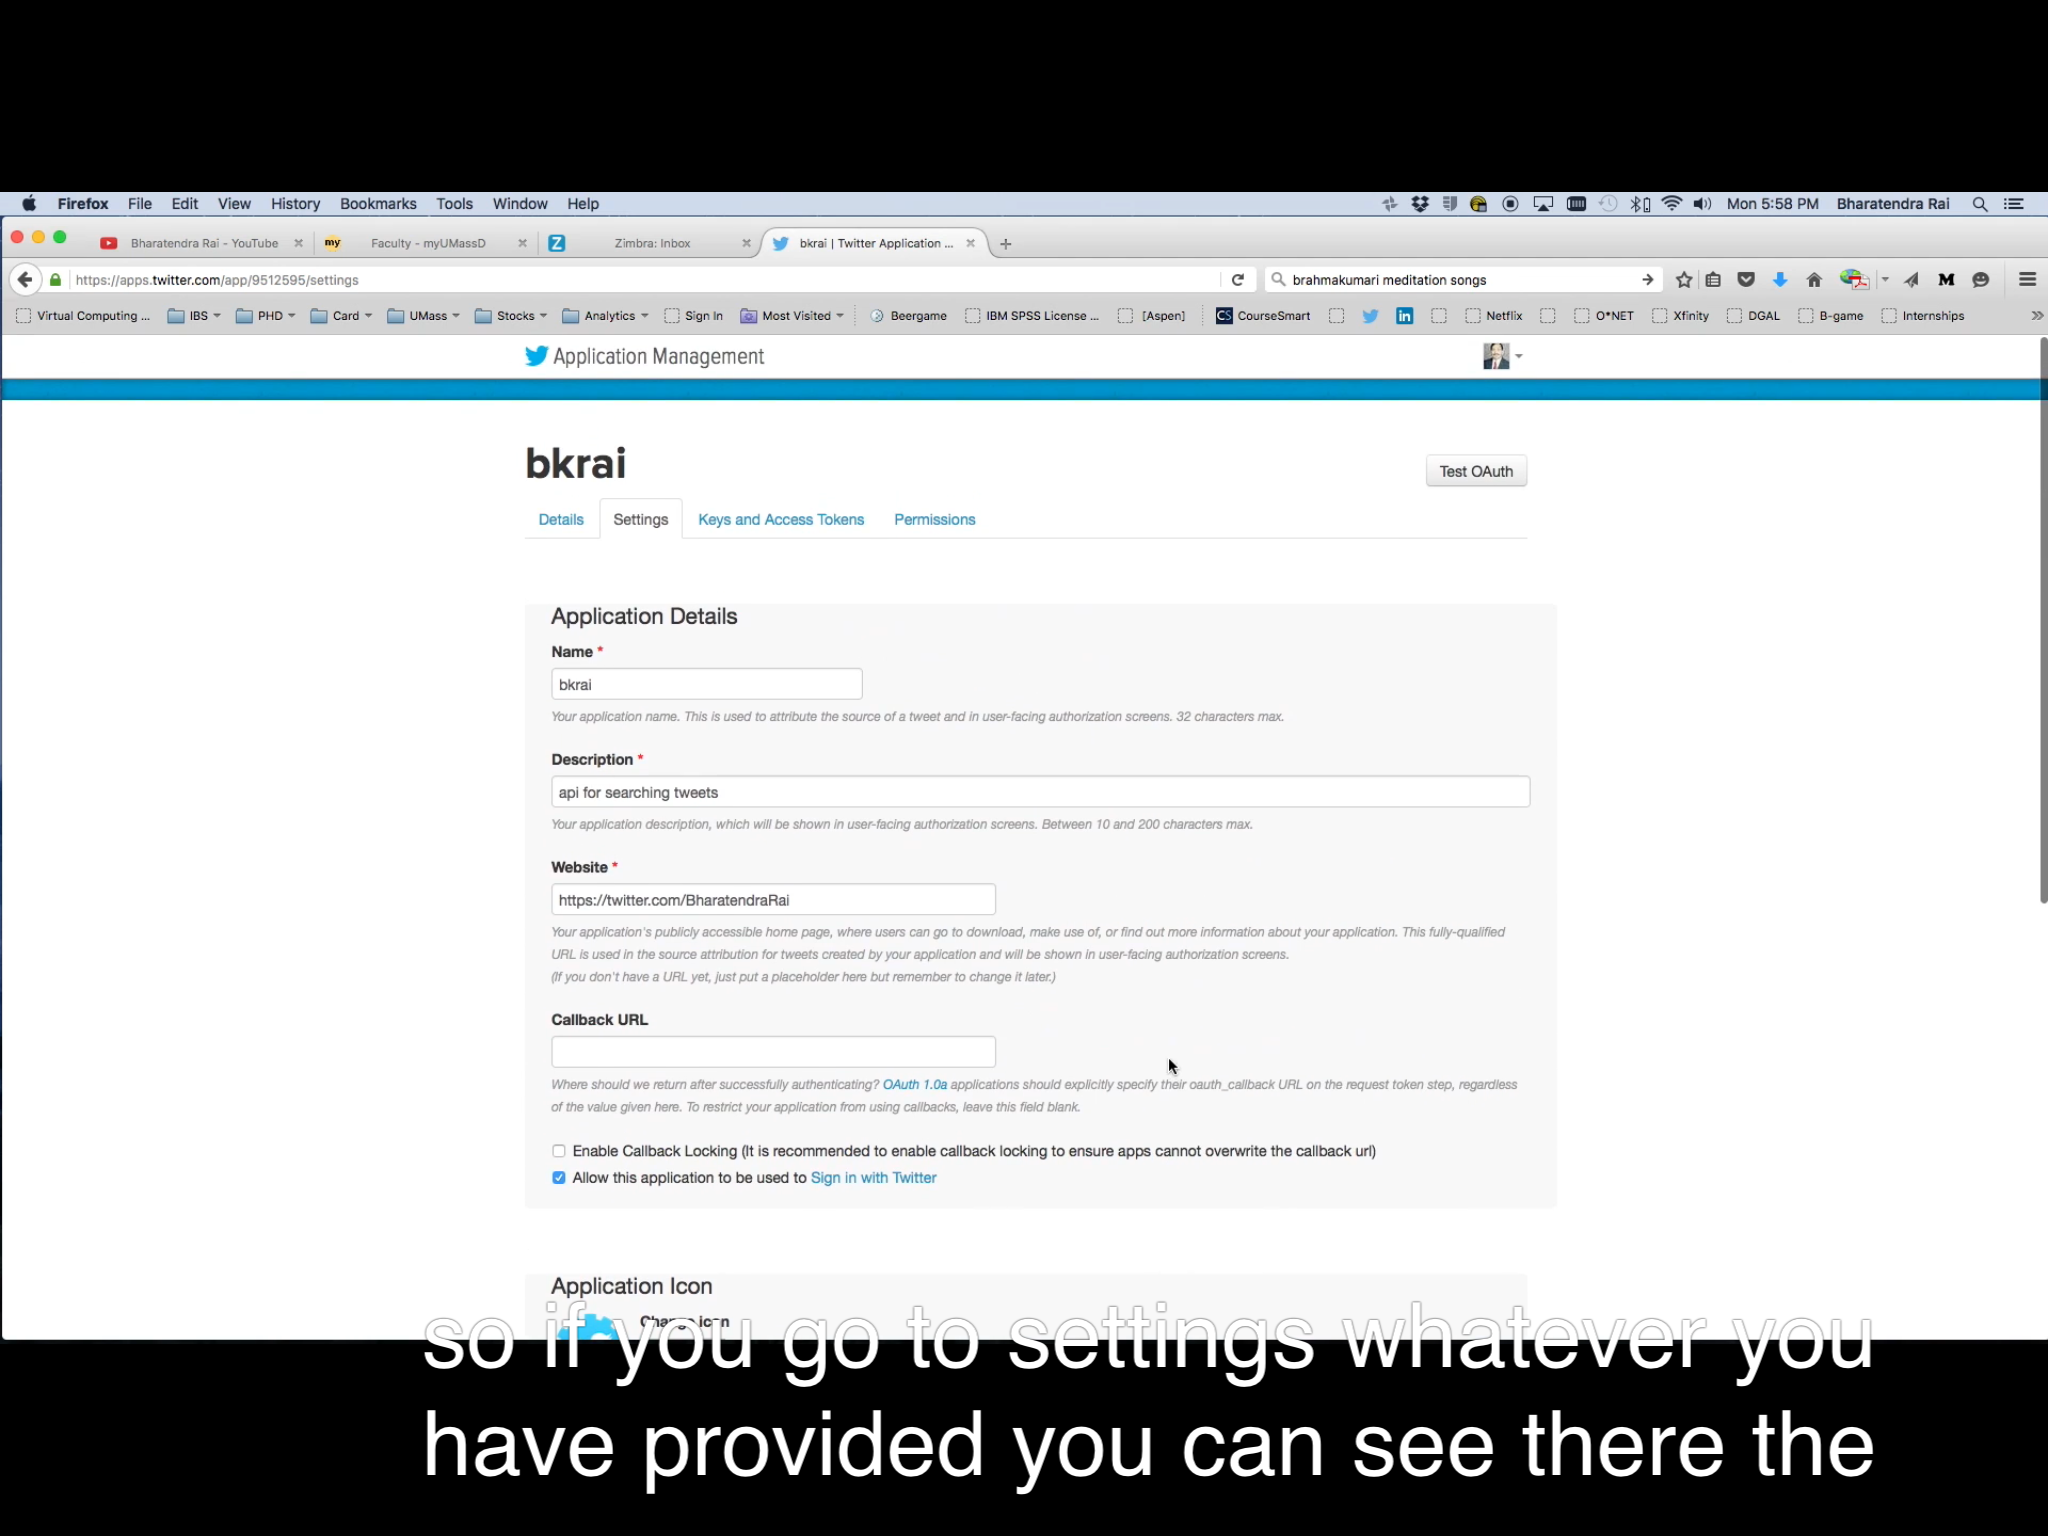 Firefox File Edit View History Bookmarks Tools Window Help Mon 5:58 PM Bharatendra Rai
Bharatendra Rai - YouTube my Faculty - myUMassD Z Zimbra: Inbox bkrai | Twitter Application ...
https://apps.twitter.com/app/9512595/settings brahmakumari meditation songs M
Virtual Computing ... IBS PHD Card UMass Stocks Analytics Sign In Most Visited Beergame IBM SPSS License ... [Aspen] CS CourseSmart in Netflix O*NET Xfinity DGAL B-game Internships
Application Management
bkrai
Test OAuth
Details Settings Keys and Access Tokens Permissions
Application Details
Name *
bkrai
Your application name. This is used to attribute the source of a tweet and in user-facing authorization screens. 32 characters max.
Description *
api for searching tweets
Your application description, which will be shown in user-facing authorization screens. Between 10 and 200 characters max.
Website *
https://twitter.com/BharatendraRai
Your application's publicly accessible home page, where users can go to download, make use of, or find out more information about your application. This fully-qualified
URL is used in the source attribution for tweets created by your application and will be shown in user-facing authorization screens.
(If you don't have a URL yet, just put a placeholder here but remember to change it later.)
Callback URL
Where should we return after successfully authenticating? OAuth 1.0a applications should explicitly specify their oauth_callback URL on the request token step, regardless
of the value given here. To restrict your application from using callbacks, leave this field blank.
Enable Callback Locking (It is recommended to enable callback locking to ensure apps cannot overwrite the callback url)
Allow this application to be used to Sign in with Twitter
Application Icon
Change icon
so if you go to settings whatever you
have provided you can see there the